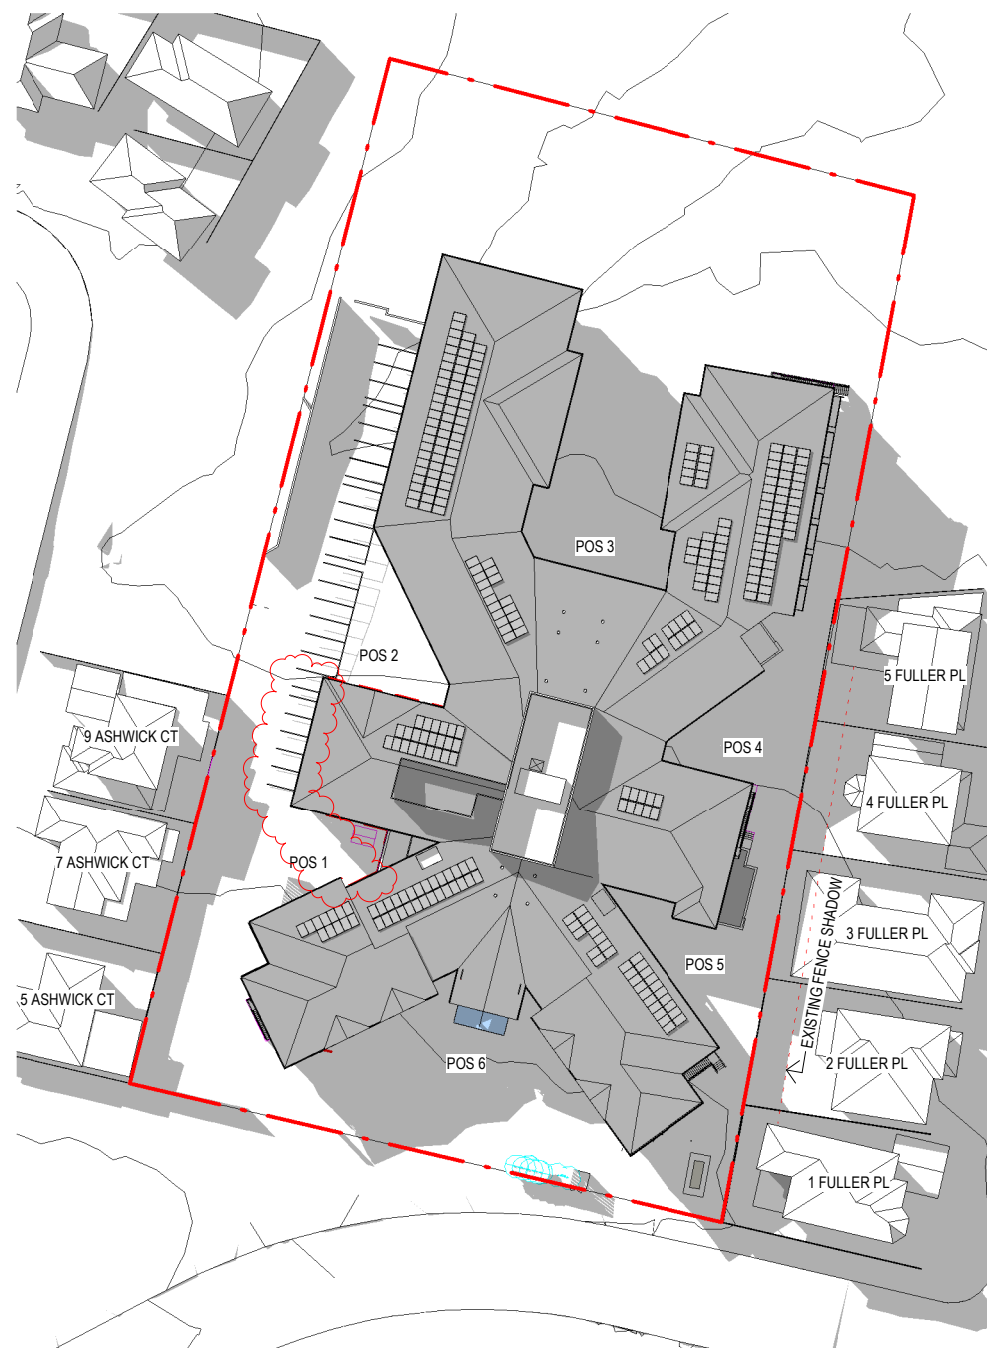 POS 3
POS 2
5 FULLER PL
9 ASHWICK CT
POS 4
4 FULLER PL
7 ASHWICK CT
POS 1
EXISTING FENCE SHADOW
3 FULLER PL
POS 5
5 ASHWICK CT
POS 6
2 FULLER PL
1 FULLER PL